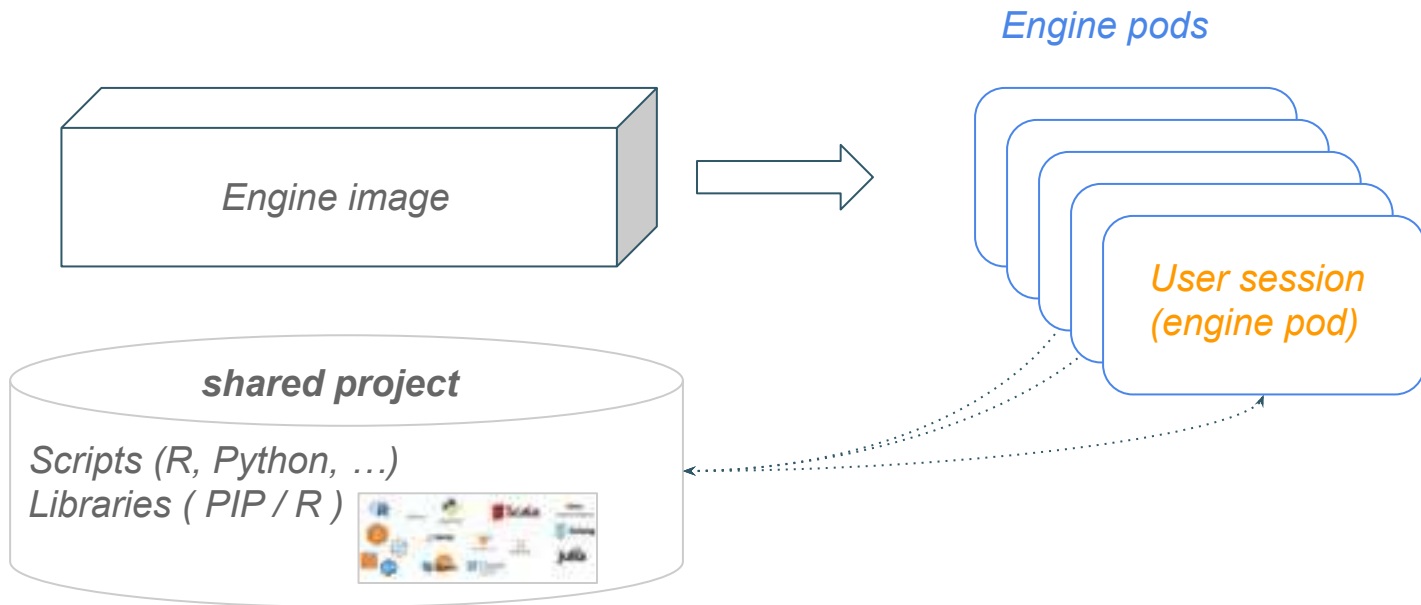 Engine pods
Engine image
User session
(engine pod)
shared project
Scripts (R, Python, …)
Libraries ( PIP / R )
Scala
julia